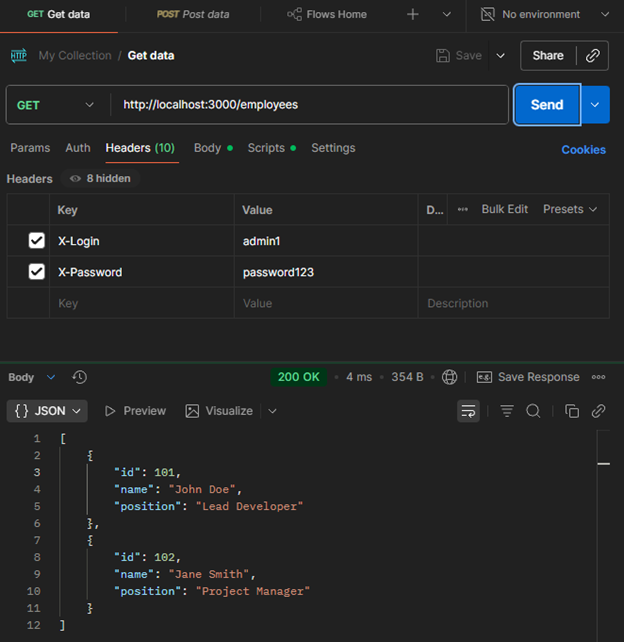 GET Get data POST Post data Flows Home No environment
HTTP My Collection / Get data Save Share
GET http://localhost:3000/employees Send
Params Auth Headers (10) Body Scripts Settings Cookies
Headers 8 hidden
Key Value D... Bulk Edit Presets
X-Login admin1
X-Password password123
Key Value Description
Body 200 OK 4 ms 354 B e.g. Save Response
{} JSON Preview Visualize
1 [
2 {
3 "id": 101,
4 "name": "John Doe",
5 "position": "Lead Developer"
6 },
7 {
8 "id": 102,
9 "name": "Jane Smith",
10 "position": "Project Manager"
11 }
12 ]